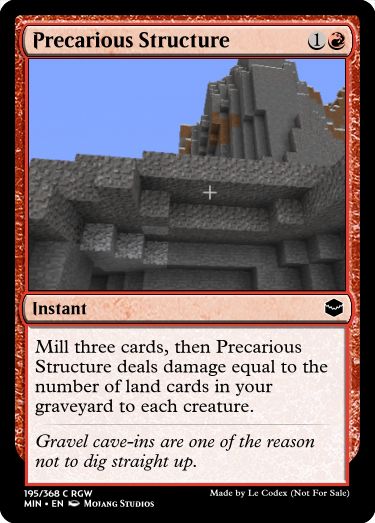 Precarious Structure 1
Instant
Mill three cards, then Precarious
Structure deals damage equal to the
number of land cards in your
graveyard to each creature.
Gravel cave-ins are one of the reason
not to dig straight up.
195/368 C RGW Made by Le Codex (Not For Sale)
MIN • EN Mojang Studios